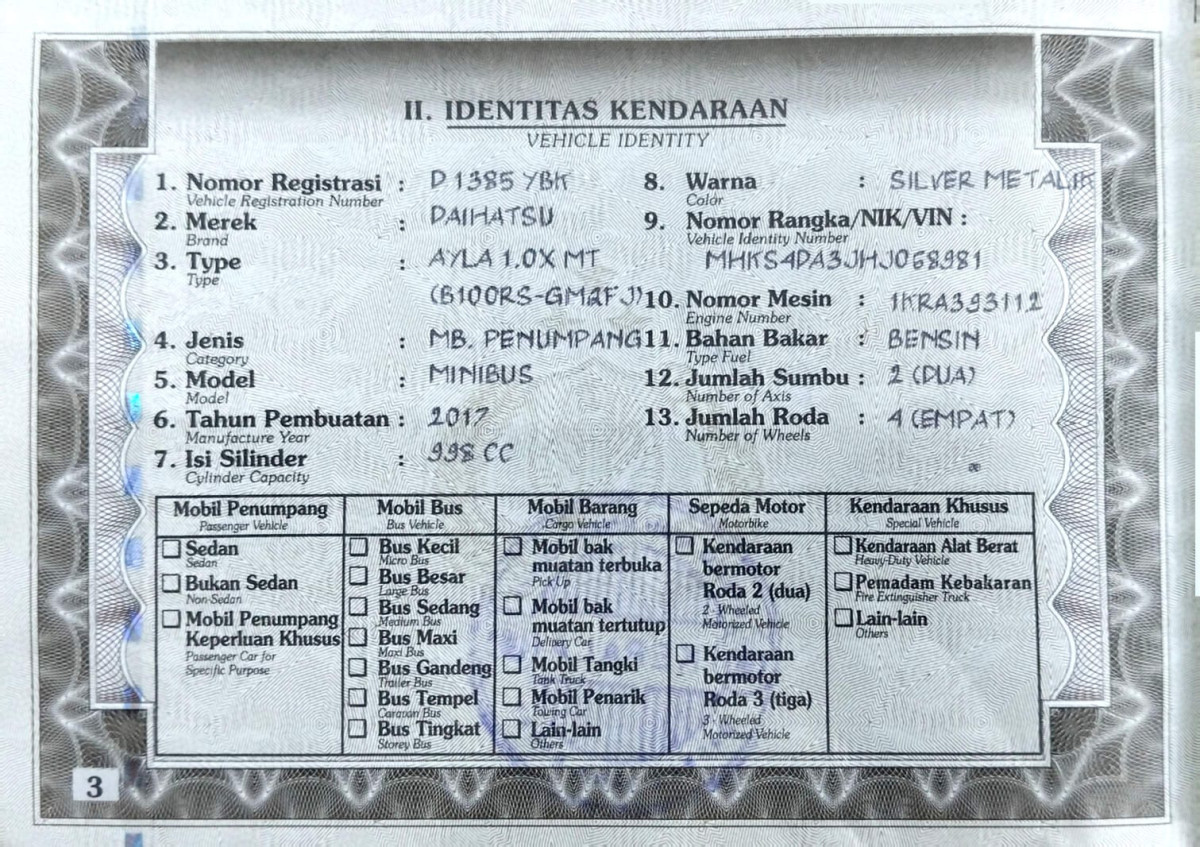 II. IDENTITAS KENDARAAN
VEHICLE IDENTITY
1. Nomor Registrasi : D 1385 YBK
Vehicle Registration Number
2. Merek : DAIHATSU
Brand
3. Type : AYLA 1.0X MT
Type
(B100RS-GM2FJ)
4. Jenis : MB. PENUMPANG
Category
5. Model : MINIBUS
Model
6. Tahun Pembuatan : 2017
Manufacture Year
7. Isi Silinder : 998 CC
Cylinder Capacity
8. Warna : SILVER METALIK
Color
9. Nomor Rangka/NIK/VIN :
Vehicle Identity Number
MHKS4DA3JHJ068981
10. Nomor Mesin : 1KRA393112
Engine Number
11. Bahan Bakar : BENSIN
Type Fuel
12. Jumlah Sumbu : 2 (DUA)
Number of Axis
13. Jumlah Roda : 4 (EMPAT)
Number of Wheels
Mobil Penumpang
Passenger Vehicle
Sedan
Sedan
Bukan Sedan
Non-Sedan
Mobil Penumpang
Keperluan Khusus
Passenger Car for
Specific Purpose
Mobil Bus
Bus Vehicle
Bus Kecil
Micro Bus
Bus Besar
Large Bus
Bus Sedang
Medium Bus
Bus Maxi
Maxi Bus
Bus Gandeng
Trailer Bus
Bus Tempel
Caravan Bus
Bus Tingkat
Storey Bus
Mobil Barang
Cargo Vehicle
Mobil bak
muatan terbuka
Pick Up
Mobil bak
muatan tertutup
Delivery Car
Mobil Tangki
Tank Truck
Mobil Penarik
Towing Car
Lain-lain
Others
Sepeda Motor
Motorbike
Kendaraan
bermotor
Roda 2 (dua)
2 - Wheeled
Motorized Vehicle
Kendaraan
bermotor
Roda 3 (tiga)
3 - Wheeled
Motorized Vehicle
Kendaraan Khusus
Special Vehicle
Kendaraan Alat Berat
Heavy-Duty Vehicle
Pemadam Kebakaran
Fire Extinguisher Truck
Lain-lain
Others
3